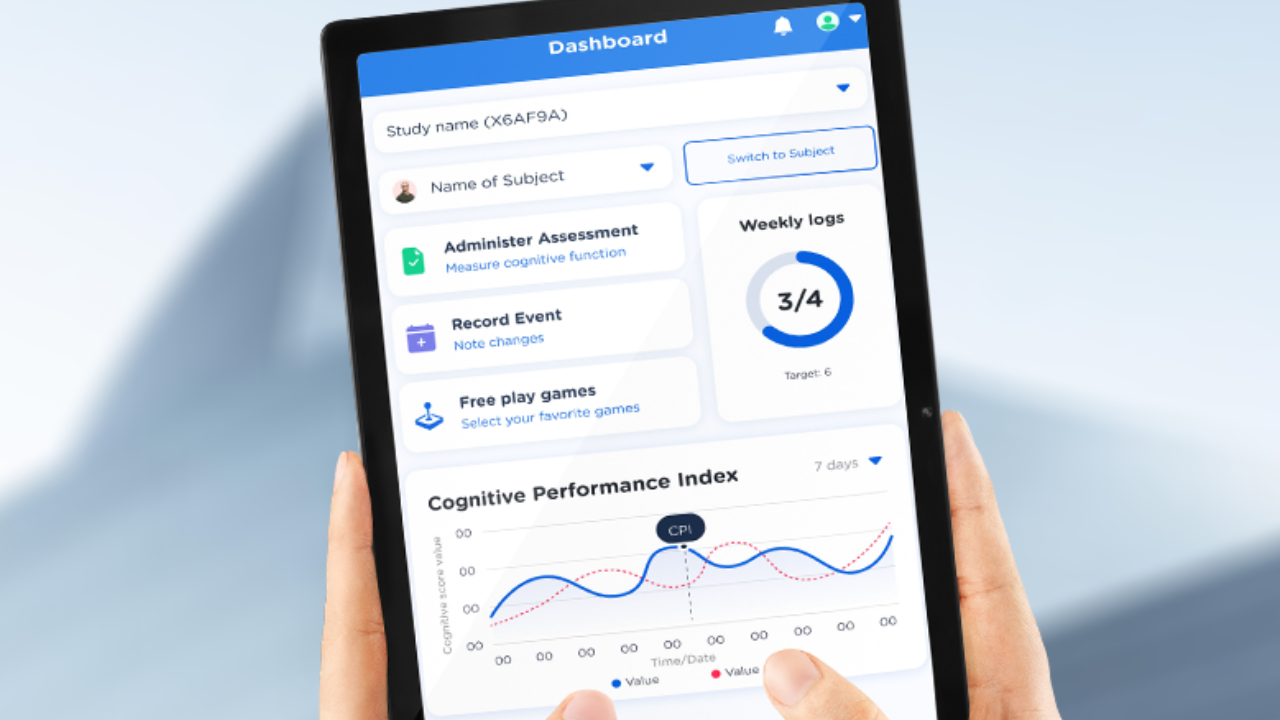 Dashboard
Study name (X6AF9A)
Name of Subject
Switch to Subject
Administer Assessment
Measure cognitive function
Weekly logs
3/4
Target: 6
Record Event
Note changes
Free play games
Select your favorite games
Cognitive Performance Index
7 days
CPI
Cognitive score value
00
00
00
00
00 00 00 00 00 00 00 00 00 00
Time/Date
Value
Value